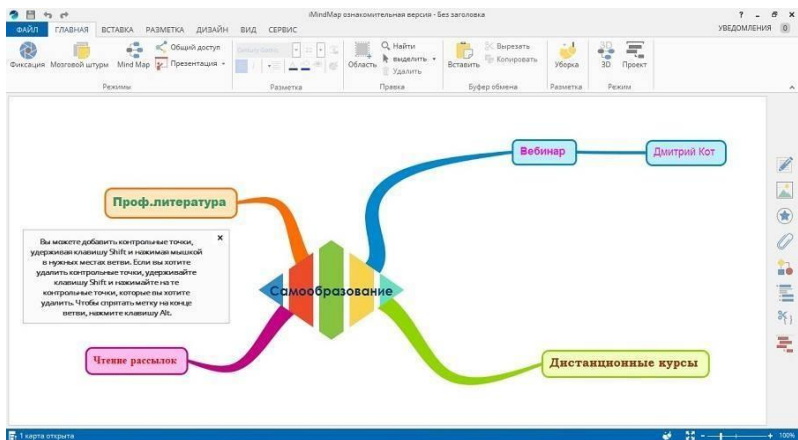 iMindMap ознакомительная версия - Без заголовка
ФАЙЛ ГЛАВНАЯ ВСТАВКА РАЗМЕТКА ДИЗАЙН ВИД СЕРВИС УВЕДОМЛЕНИЯ 0
Фиксация Мозговой штурм Mind Map Общий доступ
Презентация
Область Найти
выделить
Удалить
Вставить Вырезать
Копировать
Уборка 3D Проект
Режимы Разметка Правка Буфер обмена Разметка Режим
Вебинар Дмитрий Кот
Проф.литература
Вы можете добавить контрольные точки,
удерживая клавишу Shift и нажимая мышкой
в нужных местах ветви. Если вы хотите
удалить контрольные точки, удерживайте
клавишу Shift и нажимайте на те
контрольные точки, которые вы хотите
удалить. Чтобы спрятать метку на конце
ветви, нажмите клавишу Alt.
Самообразование
Чтение рассылок
Дистанционные курсы
1 карта открыта 100%